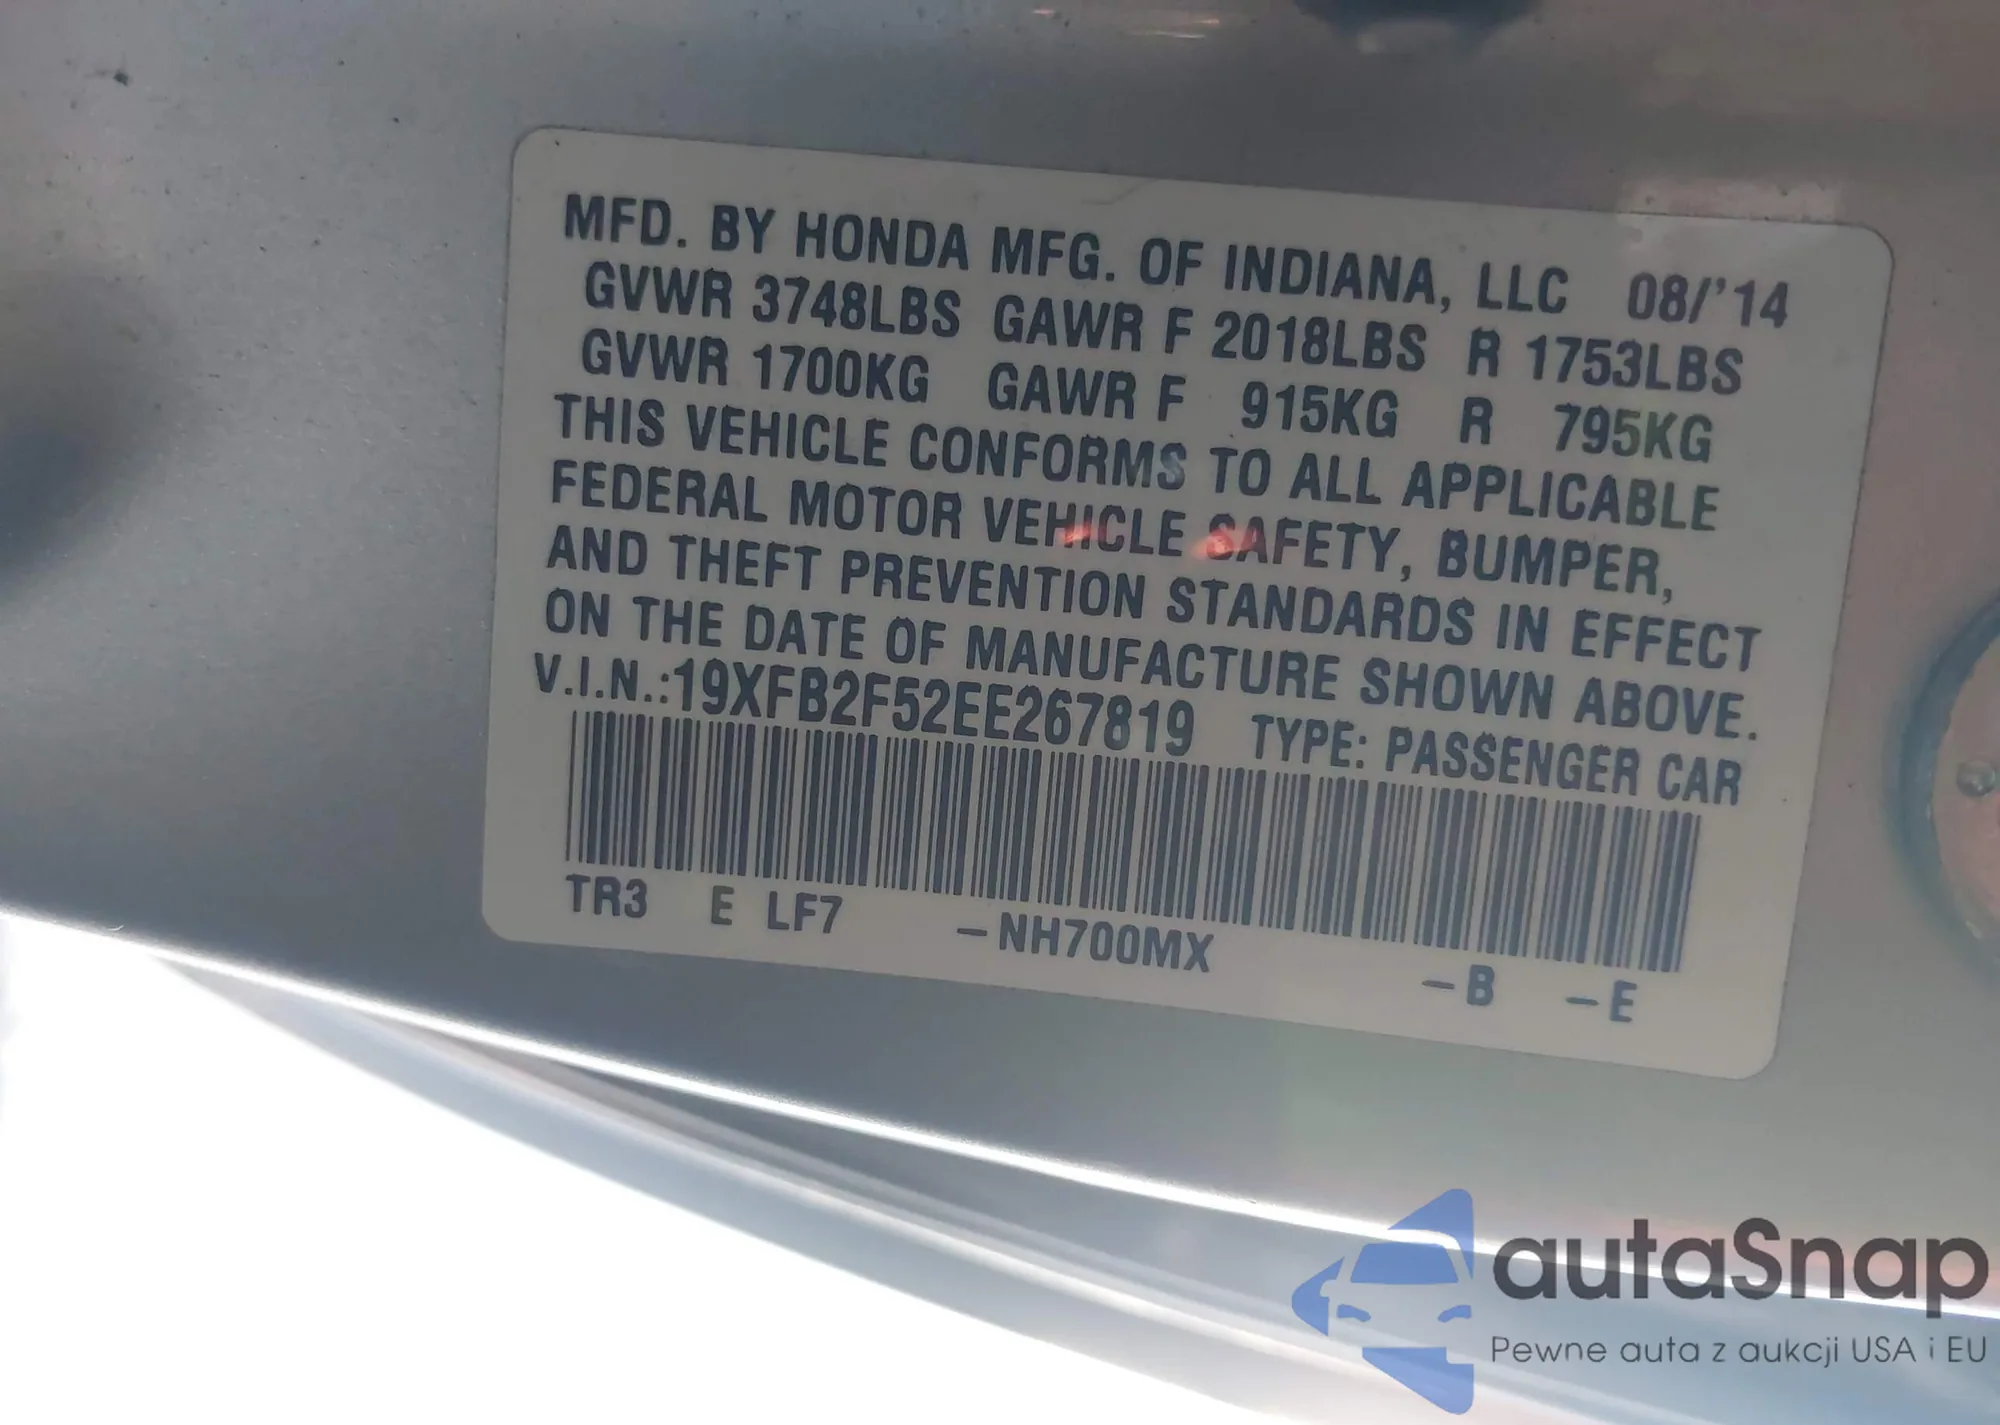 MFD. BY HONDA MFG. OF INDIANA, LLC 08/'14
GVWR 3748LBS GAWR F 2018LBS R 1753LBS
GVWR 1700KG GAWR F 915KG R 795KG
THIS VEHICLE CONFORMS TO ALL APPLICABLE
FEDERAL MOTOR VEHICLE SAFETY, BUMPER,
AND THEFT PREVENTION STANDARDS IN EFFECT
ON THE DATE OF MANUFACTURE SHOWN ABOVE.
V.I.N.:19XFB2F52EE267819 TYPE: PASSENGER CAR
TR3 E LF7 –NH700MX –B –E
autaSnap
Pewne auta z aukcji USA i EU